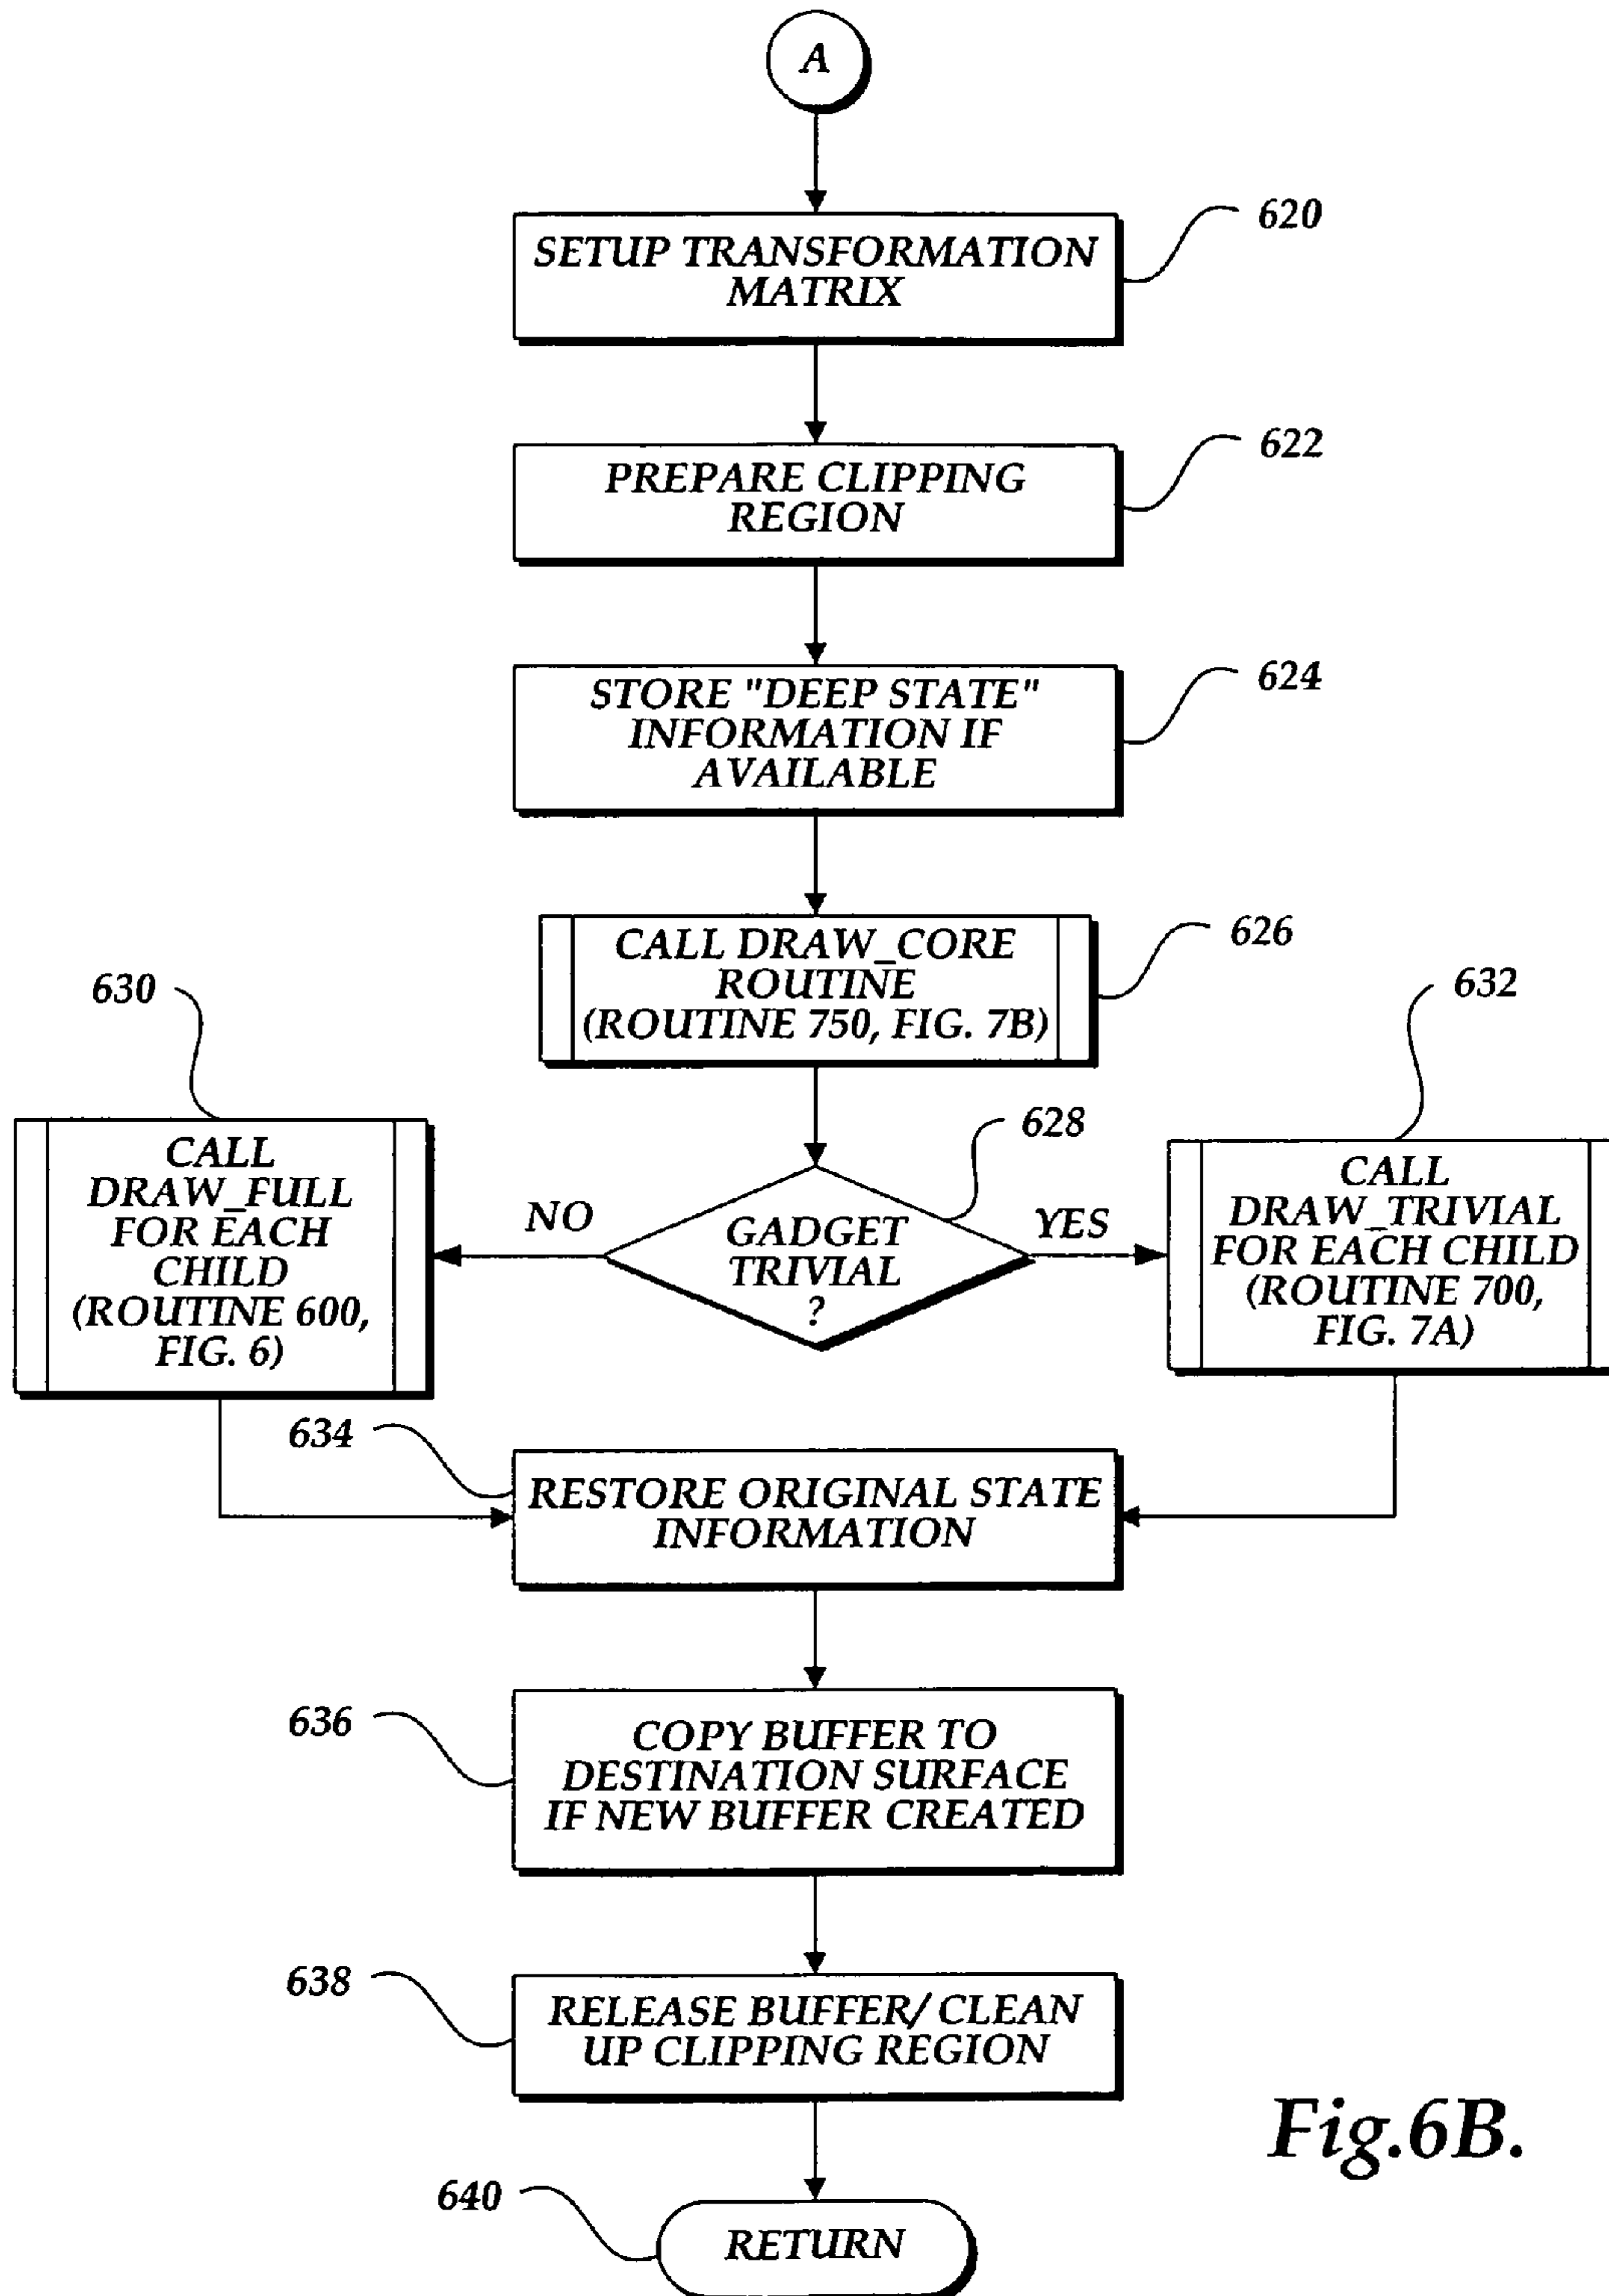 A
SETUP TRANSFORMATION
MATRIX
620
PREPARE CLIPPING
REGION
622
STORE "DEEP STATE"
INFORMATION IF
AVAILABLE
624
CALL DRAW_CORE
ROUTINE
(ROUTINE 750, FIG. 7B)
626
630
CALL
DRAW_FULL
FOR EACH
CHILD
(ROUTINE 600,
FIG. 6)
NO
GADGET
TRIVIAL
?
628
YES
632
CALL
DRAW_TRIVIAL
FOR EACH CHILD
(ROUTINE 700,
FIG. 7A)
634
RESTORE ORIGINAL STATE
INFORMATION
636
COPY BUFFER TO
DESTINATION SURFACE
IF NEW BUFFER CREATED
638
RELEASE BUFFER/ CLEAN
UP CLIPPING REGION
640
RETURN
Fig.6B.